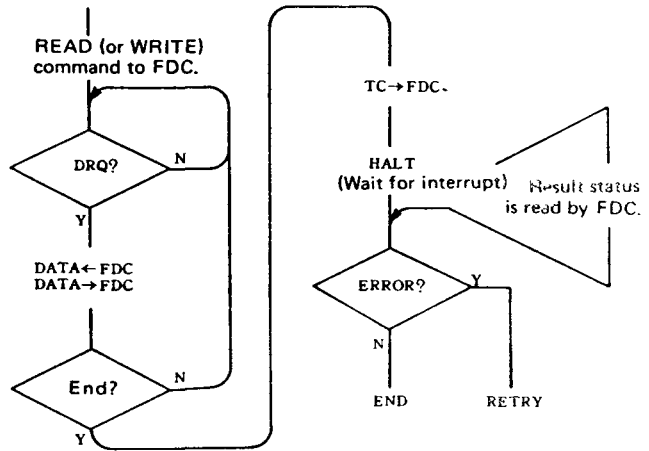 READ (or WRITE)
command to FDC.
DRQ?
N
Y
DATA←FDC
DATA→FDC
End?
N
Y
TC→FDC.
HALT
(Wait for interrupt)
Result status
is read by FDC.
ERROR?
Y
N
END
RETRY